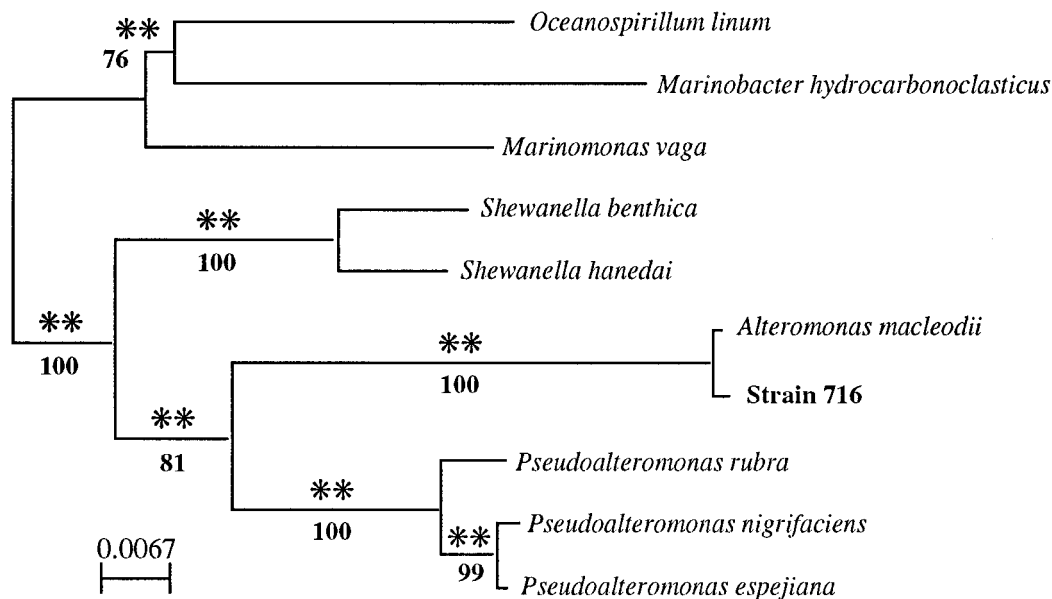 Oceanospirillum linum
**
76
Marinobacter hydrocarbonoclasticus
Marinomonas vaga
Shewanella benthica
**
100
Shewanella hanedai
**
100
Alteromonas macleodii
**
100
Strain 716
**
81
Pseudoalteromonas rubra
**
100
Pseudoalteromonas nigrifaciens
**
99
Pseudoalteromonas espejiana
0.0067